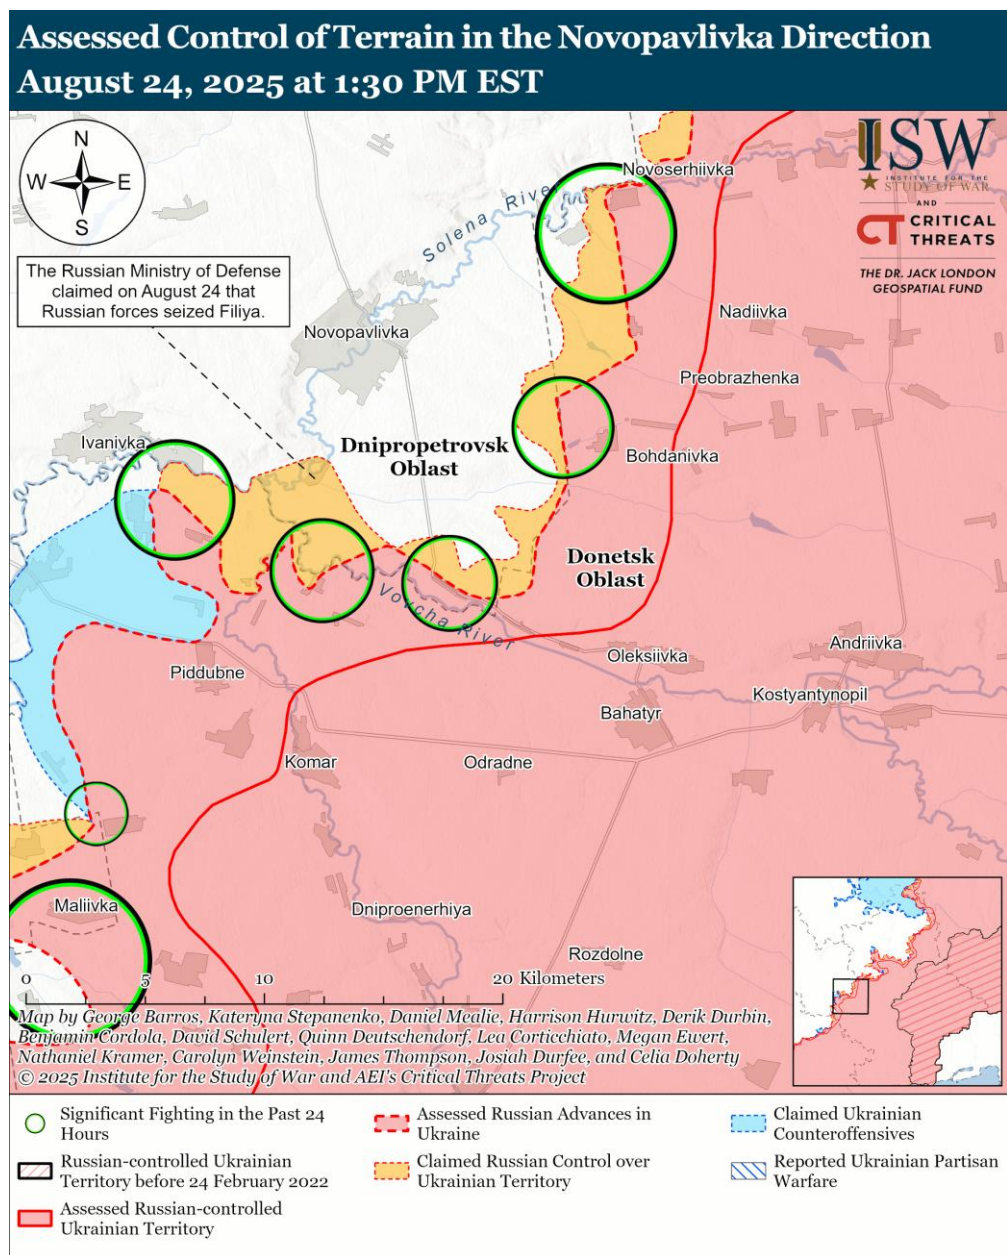 Assessed Control of Terrain in the Novopavlivka Direction
August 24, 2025 at 1:30 PM EST
N
W E
S
ISW
INSTITUTE FOR THE
STUDY OF WAR
AND
CT CRITICAL
THREATS
THE DR. JACK LONDON
GEOSPATIAL FUND
Novoserhiivka
Solena River
The Russian Ministry of Defense
claimed on August 24 that
Russian forces seized Filiya.
Nadiivka
Novopavlivka
Preobrazhenka
Ivanivka
Dnipropetrovsk
Oblast
Bohdanivka
Donetsk
Oblast
Vovcha River
Piddubne
Oleksiivka
Andriivka
Kostyantynopil
Bahatyr
Komar
Odradne
Maliivka
Dniproenerhiya
Rozdolne
0 5 10 20 Kilometers
Map by George Barros, Kateryna Stepanenko, Daniel Mealie, Harrison Hurwitz, Derik Durbin,
Benjamin Cordola, David Schulert, Quinn Deutschendorf, Lea Corticchiato, Megan Ewert,
Nathaniel Kramer, Carolyn Weinstein, James Thompson, Josiah Durfee, and Celia Doherty
© 2025 Institute for the Study of War and AEI's Critical Threats Project
Significant Fighting in the Past 24
Hours
Russian-controlled Ukrainian
Territory before 24 February 2022
Assessed Russian-controlled
Ukrainian Territory
Assessed Russian Advances in
Ukraine
Claimed Russian Control over
Ukrainian Territory
Claimed Ukrainian
Counteroffensives
Reported Ukrainian Partisan
Warfare